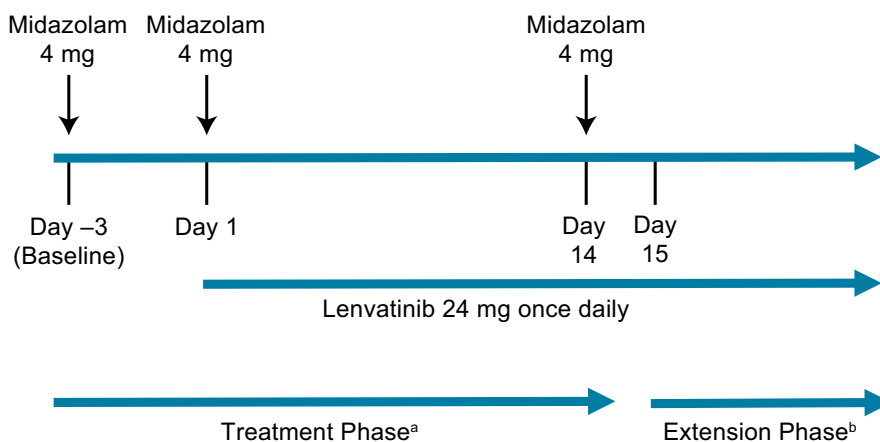 Midazolam
4 mg
Midazolam
4 mg
Midazolam
4 mg
Day –3
(Baseline)
Day 1
Day
14
Day
15
Lenvatinib 24 mg once daily
Treatment Phaseᵃ
Extension Phaseᵇ